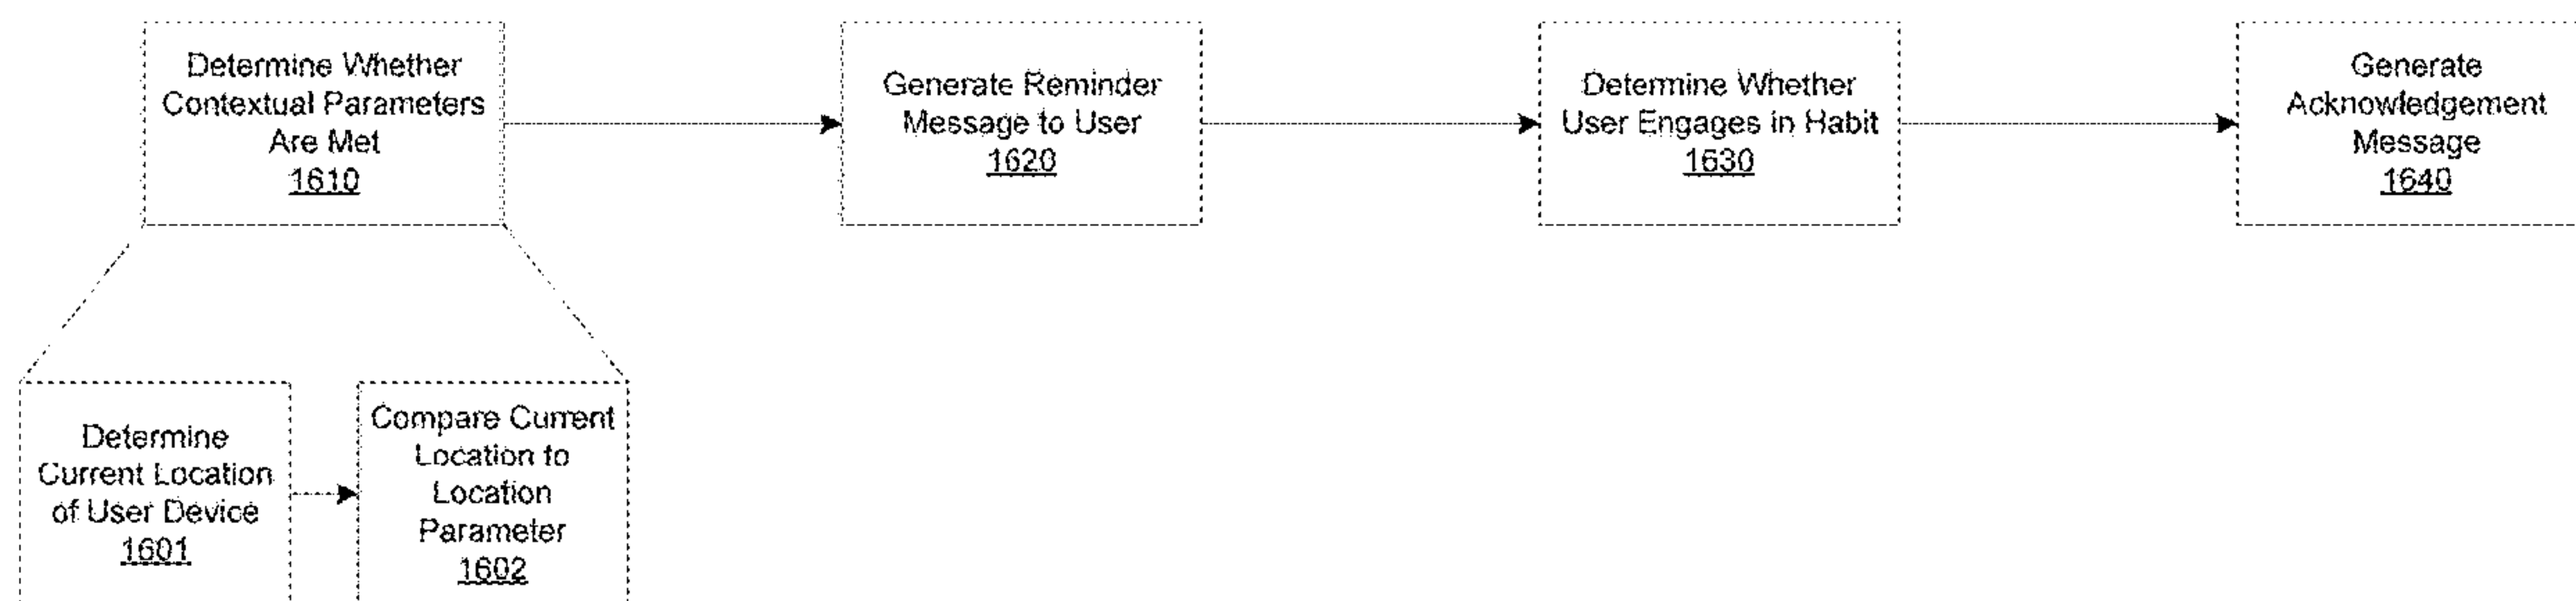 Determine Whether
Contextual Parameters
Are Met
1610
Generate Reminder
Message to User
1620
Determine Whether
User Engages in Habit
1630
Generate
Acknowledgement
Message
1640
Determine
Current Location
of User Device
1601
Compare Current
Location to
Location
Parameter
1602